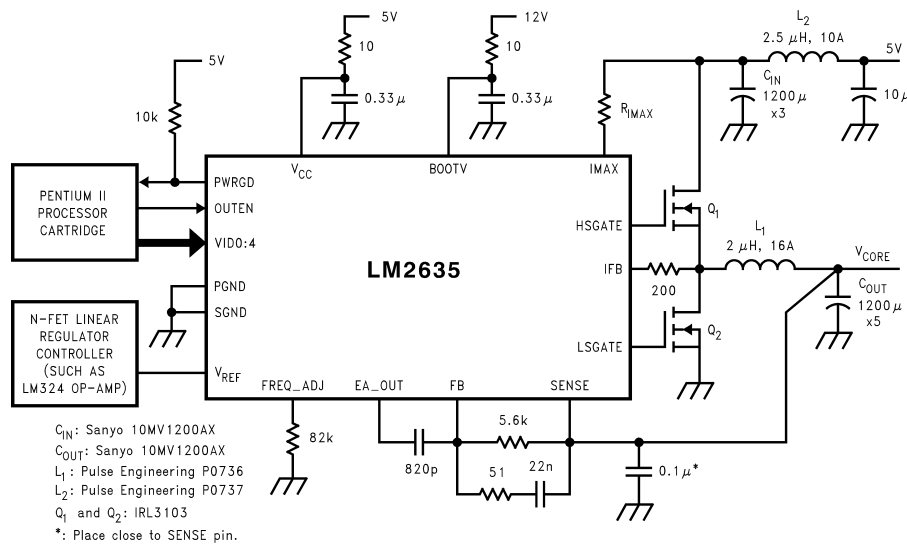 5V
10k
5V
10
0.33μ
12V
10
0.33μ
L2
2.5 μH, 10A
5V
CIN
1200μ
x3
10μ
RIMAX
PENTIUM II
PROCESSOR
CARTRIDGE
PWRGD
OUTEN
VID0:4
VCC
BOOTV
IMAX
HSGATE
Q1
L1
2 μH, 16A
VCORE
LM2635
IFB
200
COUT
1200μ
x5
PGND
SGND
LSGATE
Q2
N-FET LINEAR
REGULATOR
CONTROLLER
(SUCH AS
LM324 OP-AMP)
VREF
FREQ_ADJ
EA_OUT
FB
SENSE
82k
820p
5.6k
51
22n
0.1μ*
CIN: Sanyo 10MV1200AX
COUT: Sanyo 10MV1200AX
L1: Pulse Engineering P0736
L2: Pulse Engineering P0737
Q1 and Q2: IRL3103
*: Place close to SENSE pin.